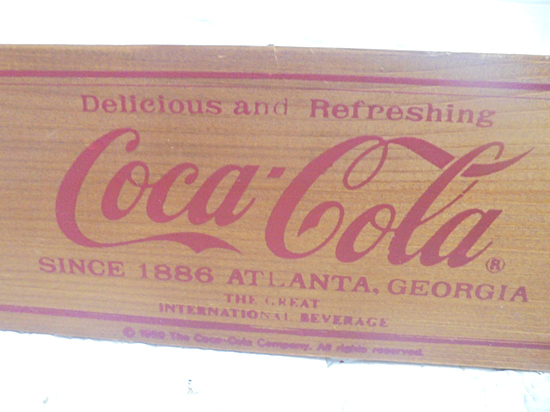 Delicious and Refreshing
Coca-Cola ®
SINCE 1886 ATLANTA, GEORGIA
THE GREAT
INTERNATIONAL BEVERAGE
© The Coca-Cola Company. All rights reserved.